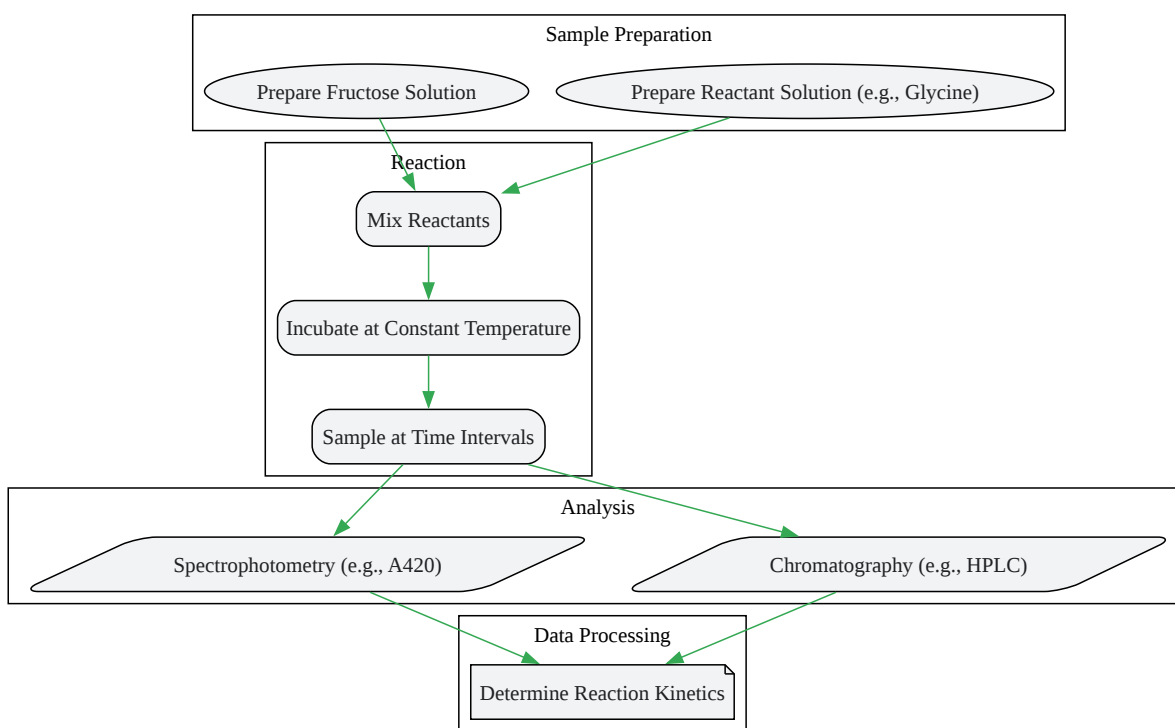 Sample Preparation
Prepare Fructose Solution
Prepare Reactant Solution (e.g., Glycine)
Reaction
Mix Reactants
Incubate at Constant Temperature
Sample at Time Intervals
Analysis
Spectrophotometry (e.g., A420)
Chromatography (e.g., HPLC)
Data Processing
Determine Reaction Kinetics